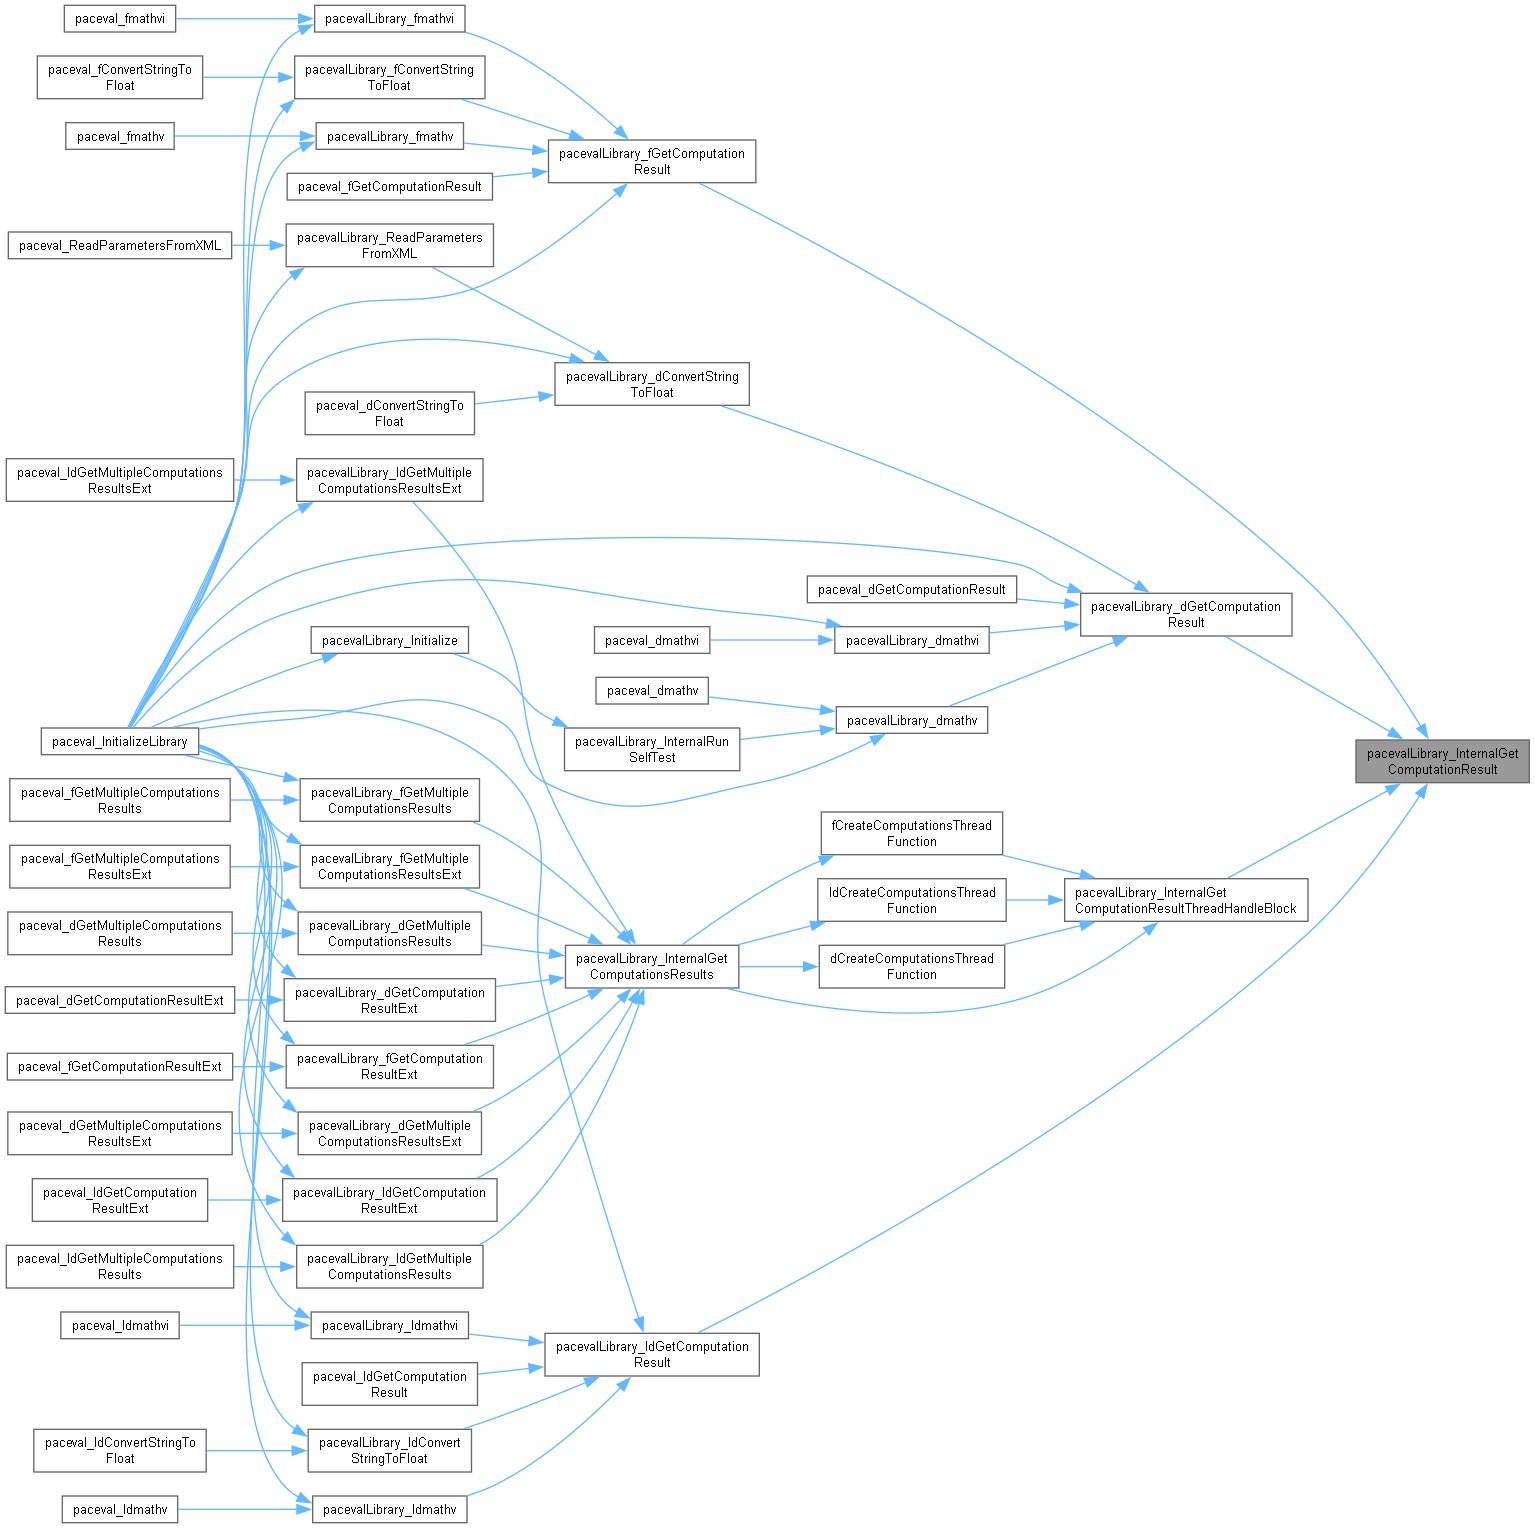 paceval_fmathvi
pacevalLibrary_fmathvi
paceval_fConvertStringTo
Float
pacevalLibrary_fConvertString
ToFloat
paceval_fmathv
pacevalLibrary_fmathv
pacevalLibrary_fGetComputation
Result
paceval_fGetComputationResult
paceval_ReadParametersFromXML
pacevalLibrary_ReadParameters
FromXML
pacevalLibrary_dConvertString
ToFloat
paceval_dConvertStringTo
Float
paceval_ldGetMultipleComputations
ResultsExt
pacevalLibrary_ldGetMultiple
ComputationsResultsExt
paceval_dGetComputationResult
pacevalLibrary_dGetComputation
Result
pacevalLibrary_Initialize
paceval_dmathvi
pacevalLibrary_dmathvi
paceval_dmathv
pacevalLibrary_dmathv
paceval_InitializeLibrary
pacevalLibrary_InternalRun
SelfTest
pacevalLibrary_InternalGet
ComputationResult
paceval_fGetMultipleComputations
Results
pacevalLibrary_fGetMultiple
ComputationsResults
fCreateComputationsThread
Function
paceval_fGetMultipleComputations
ResultsExt
pacevalLibrary_fGetMultiple
ComputationsResultsExt
ldCreateComputationsThread
Function
pacevalLibrary_InternalGet
ComputationResultThreadHandleBlock
paceval_dGetMultipleComputations
Results
pacevalLibrary_dGetMultiple
ComputationsResults
pacevalLibrary_InternalGet
ComputationsResults
dCreateComputationsThread
Function
paceval_dGetComputationResultExt
pacevalLibrary_dGetComputation
ResultExt
paceval_fGetComputationResultExt
pacevalLibrary_fGetComputation
ResultExt
paceval_dGetMultipleComputations
ResultsExt
pacevalLibrary_dGetMultiple
ComputationsResultsExt
paceval_ldGetComputation
ResultExt
pacevalLibrary_ldGetComputation
ResultExt
paceval_ldGetMultipleComputations
Results
pacevalLibrary_ldGetMultiple
ComputationsResults
paceval_ldmathvi
pacevalLibrary_ldmathvi
pacevalLibrary_ldGetComputation
Result
paceval_ldGetComputation
Result
paceval_ldConvertStringTo
Float
pacevalLibrary_ldConvert
StringToFloat
paceval_ldmathv
pacevalLibrary_ldmathv